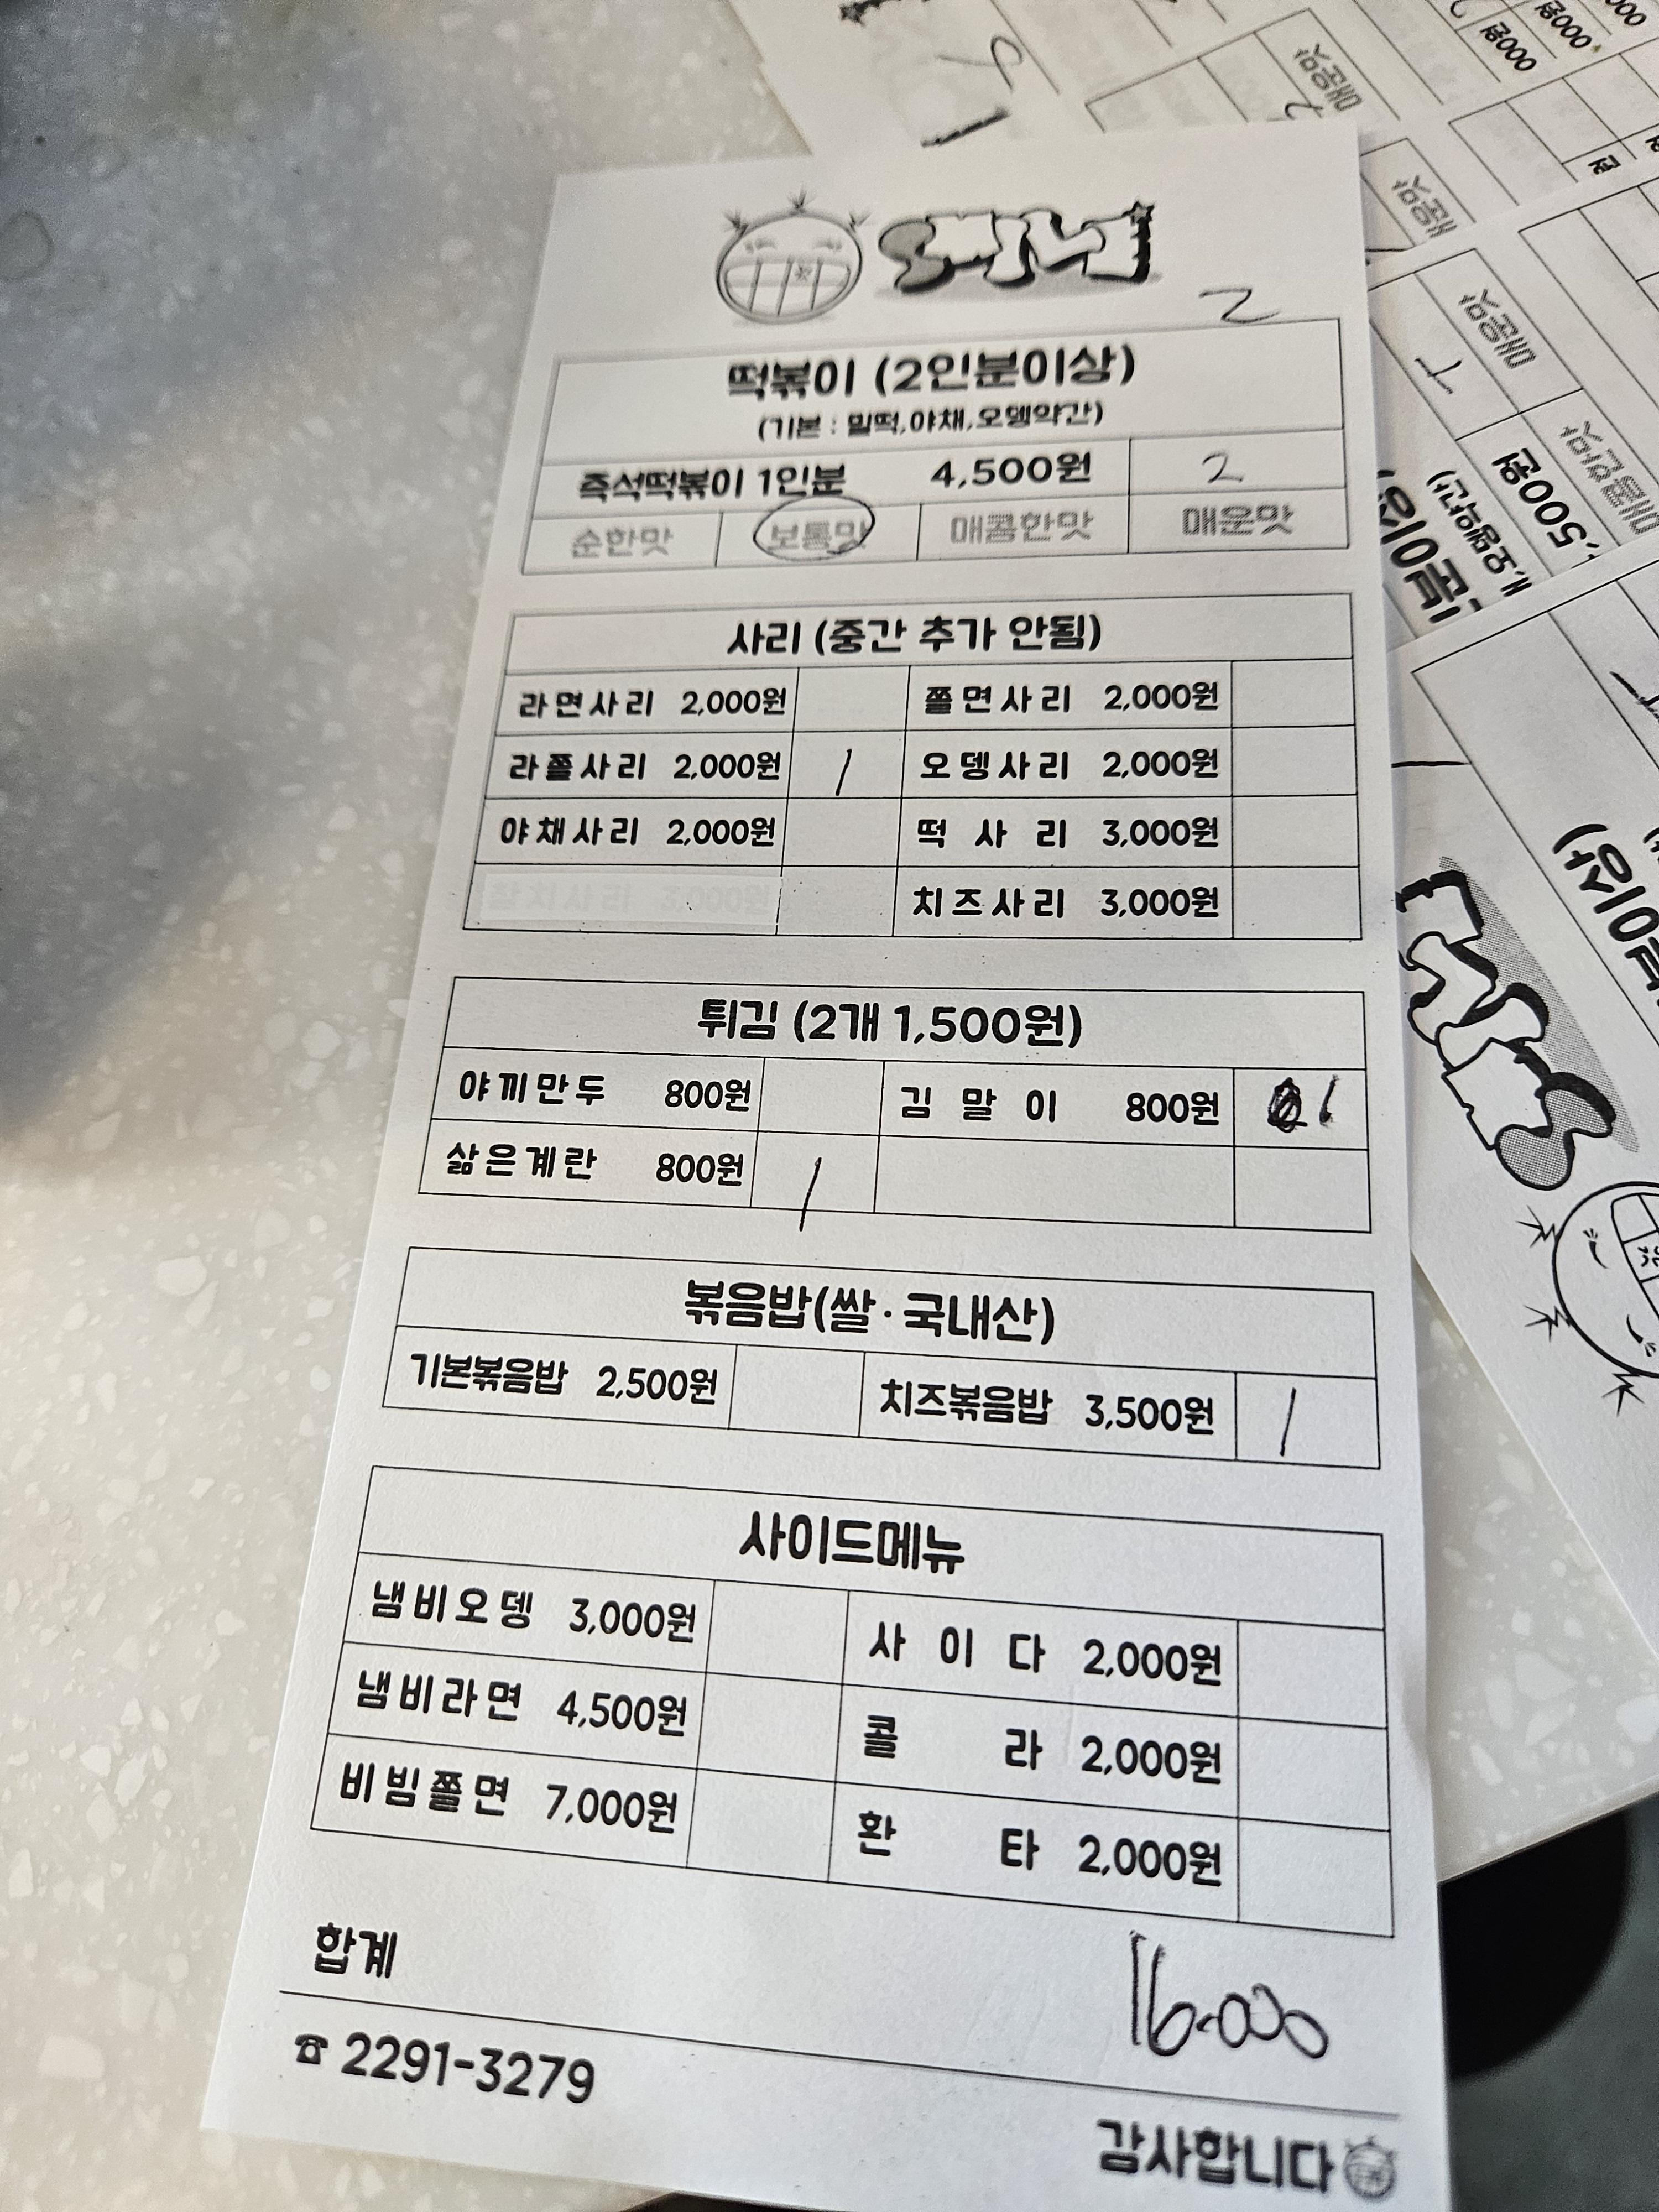 2
떡볶이 (2인분이상)
(기본 : 밀떡,야채,오뎅약간)
즉석떡볶이 1인분 4,500원 2
순한맛 보통맛 매콤한맛 매운맛
사리 (중간 추가 안됨)
라면사리 2,000원 쫄면사리 2,000원
라쫄사리 2,000원 / 오뎅사리 2,000원
야채사리 2,000원 떡사리 3,000원
치즈사리 3,000원
튀김 (2개 1,500원)
야끼만두 800원 김말이 800원 1
삶은계란 800원 /
볶음밥(쌀·국내산)
기본볶음밥 2,500원 치즈볶음밥 3,500원 /
사이드메뉴
냄비오뎅 3,000원 사이다 2,000원
냄비라면 4,500원 콜라 2,000원
비빔쫄면 7,000원 환타 2,000원
합계 16.000
☎ 2291-3279
감사합니다